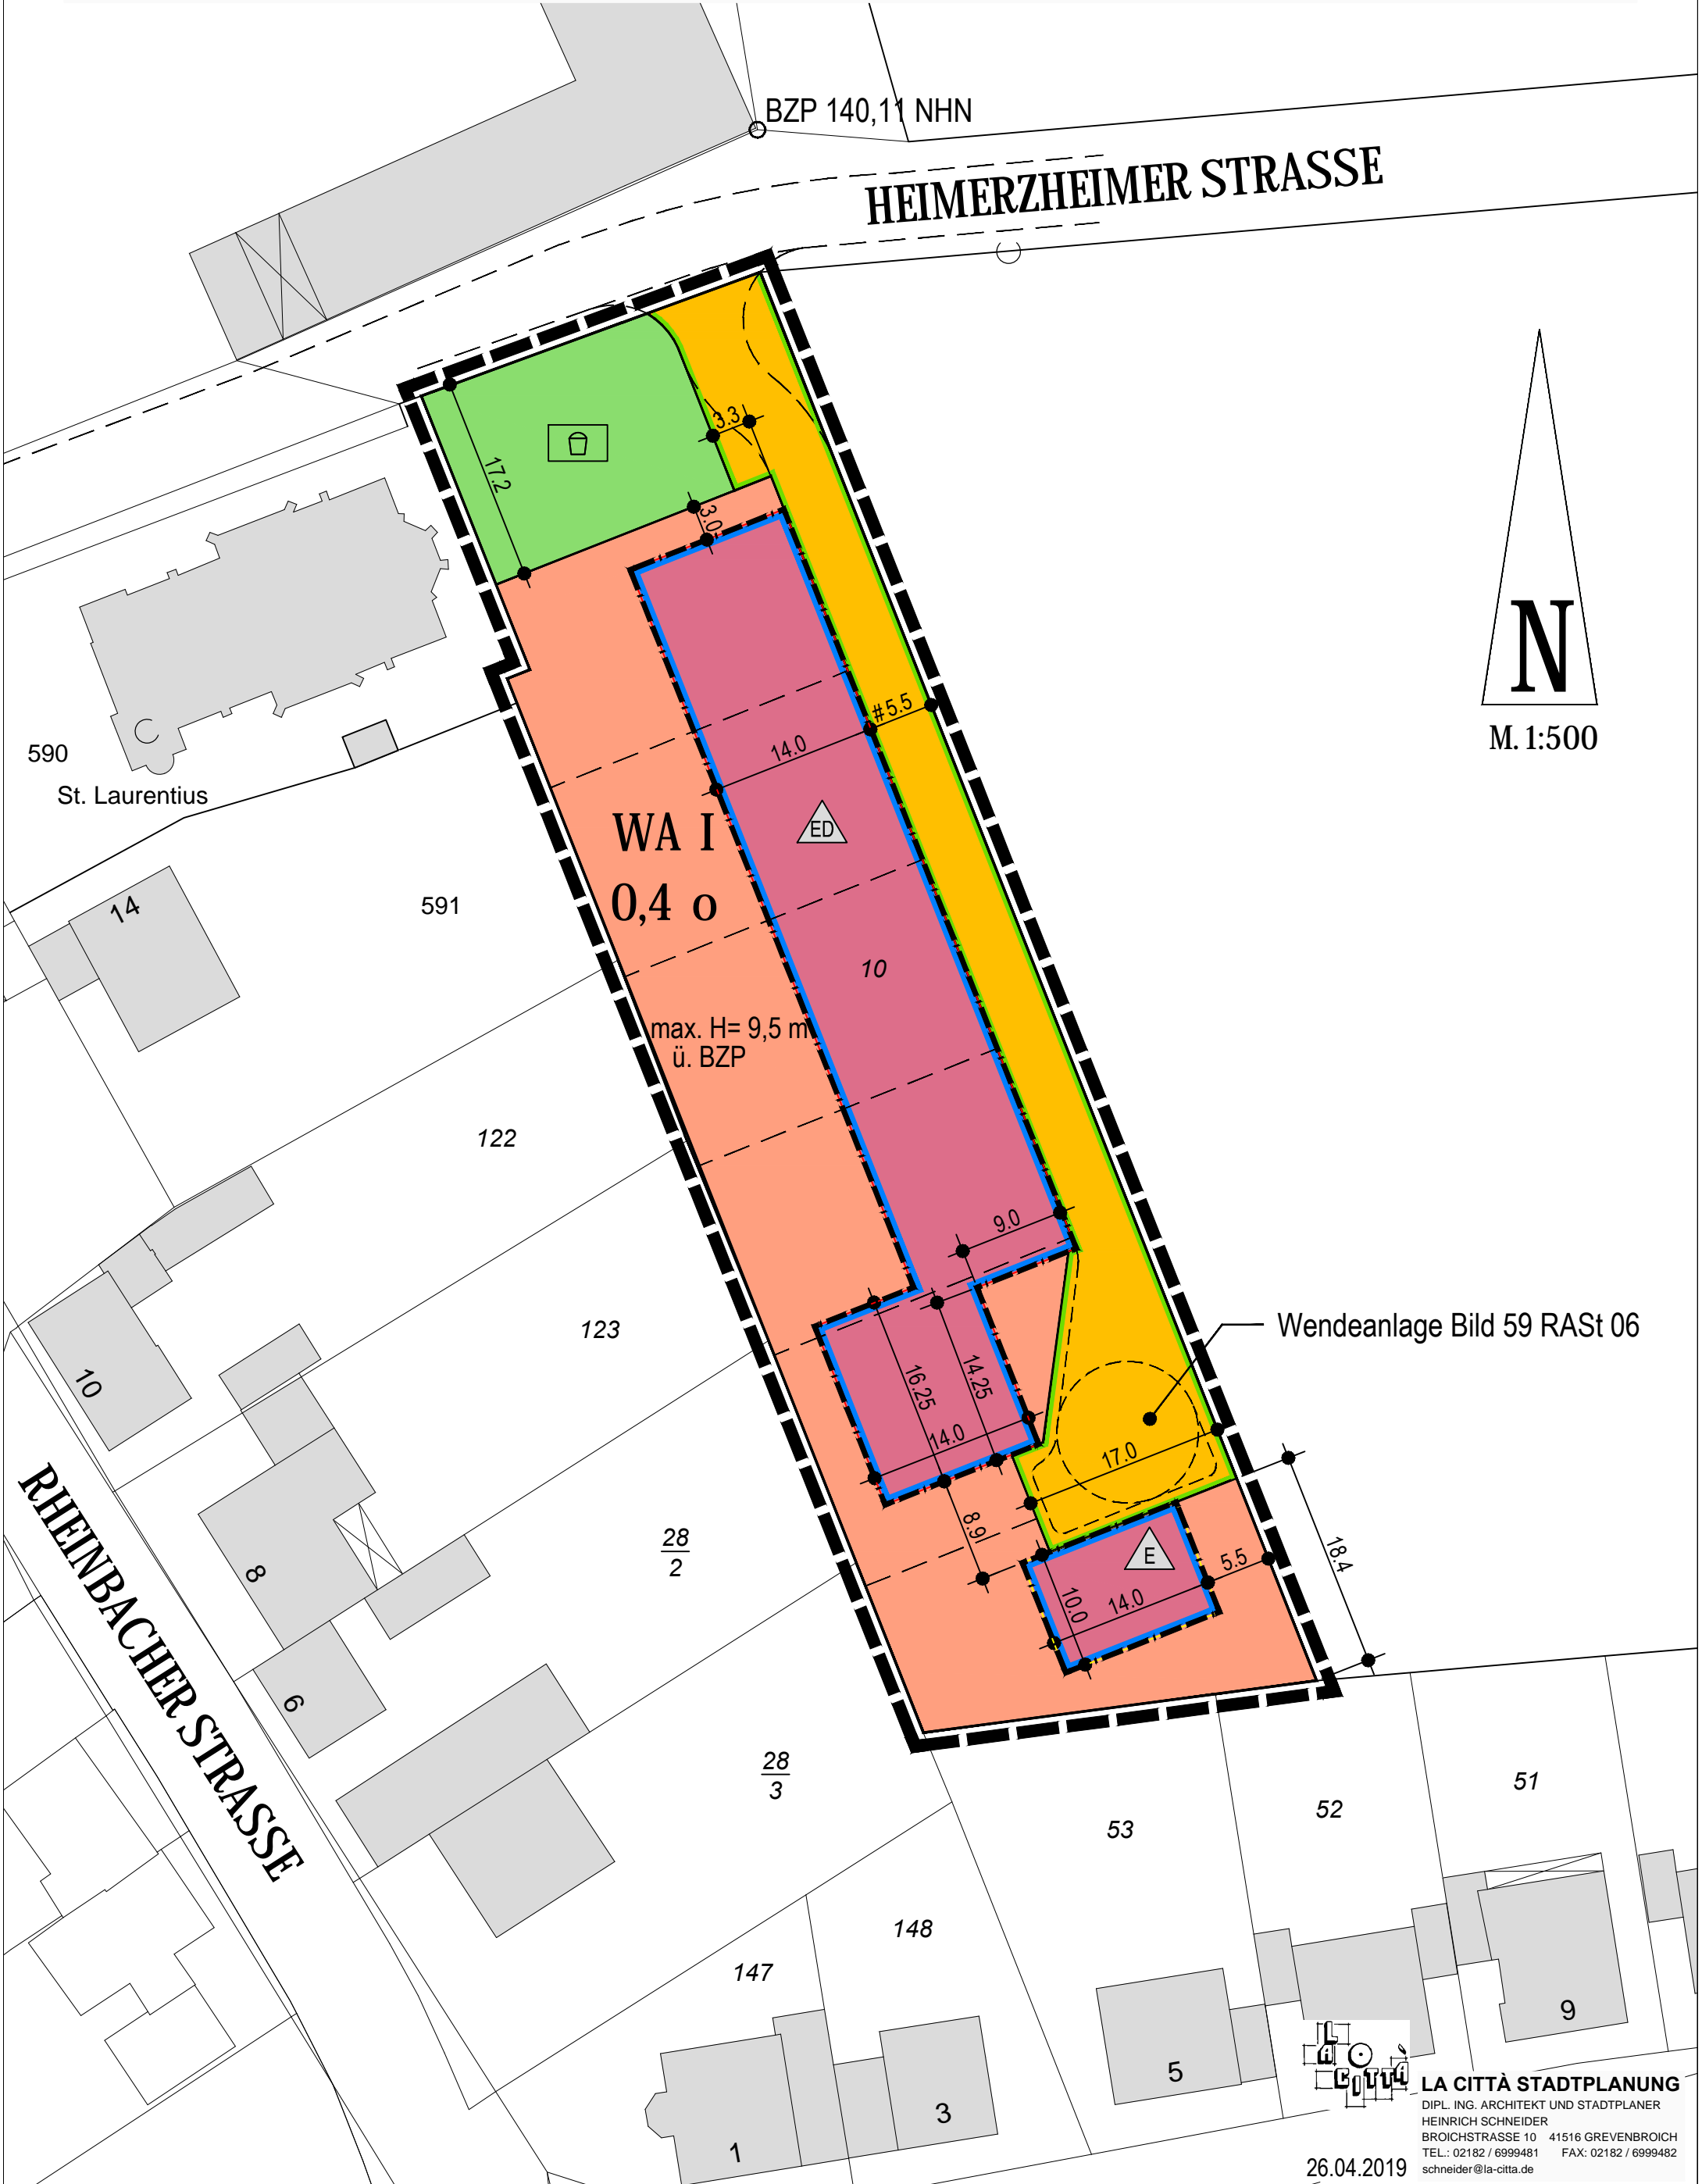 BZP 140,11 NHN
HEIMERZHEIMER STRASSE
3.3
17.2
3.0
N
M. 1:500
#5.5
14.0
590
St. Laurentius
WA I
ED
0,4 o
591
14
10
max. H= 9,5 m
ü. BZP
122
9.0
123
Wendeanlage Bild 59 RASt 06
10
16.25
14.25
14.0
17.0
8.9
28
2
8
E
5.5
18.4
10.0
14.0
RHEINBACHER STRASSE
6
28
3
53
52
51
148
147
9
5
3
1
LA CITTÀ
LA CITTÀ STADTPLANUNG
DIPL. ING. ARCHITEKT UND STADTPLANER
HEINRICH SCHNEIDER
BROICHSTRASSE 10 41516 GREVENBROICH
TEL.: 02182 / 6999481 FAX: 02182 / 6999482
26.04.2019 schneider@la-citta.de